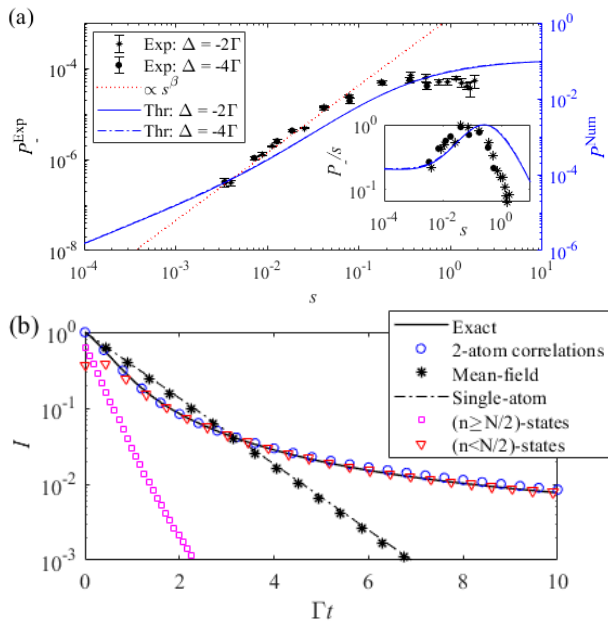 (a)
Exp: Δ = -2Γ
Exp: Δ = -4Γ
∝ s^β
Thr: Δ = -2Γ
Thr: Δ = -4Γ
10^-4
10^-6
10^-8
P_-^Exp
10^0
10^-2
10^-4
10^-6
P_-^Num
10^0
10^-1
P_-/s
10^-4 10^-2 10^0
s
10^-4 10^-3 10^-2 10^-1 10^0 10^1
s
(b)
Exact
2-atom correlations
Mean-field
Single-atom
(n≥N/2)-states
(n<N/2)-states
10^0
10^-1
10^-2
10^-3
I
0 2 4 6 8 10
Γt